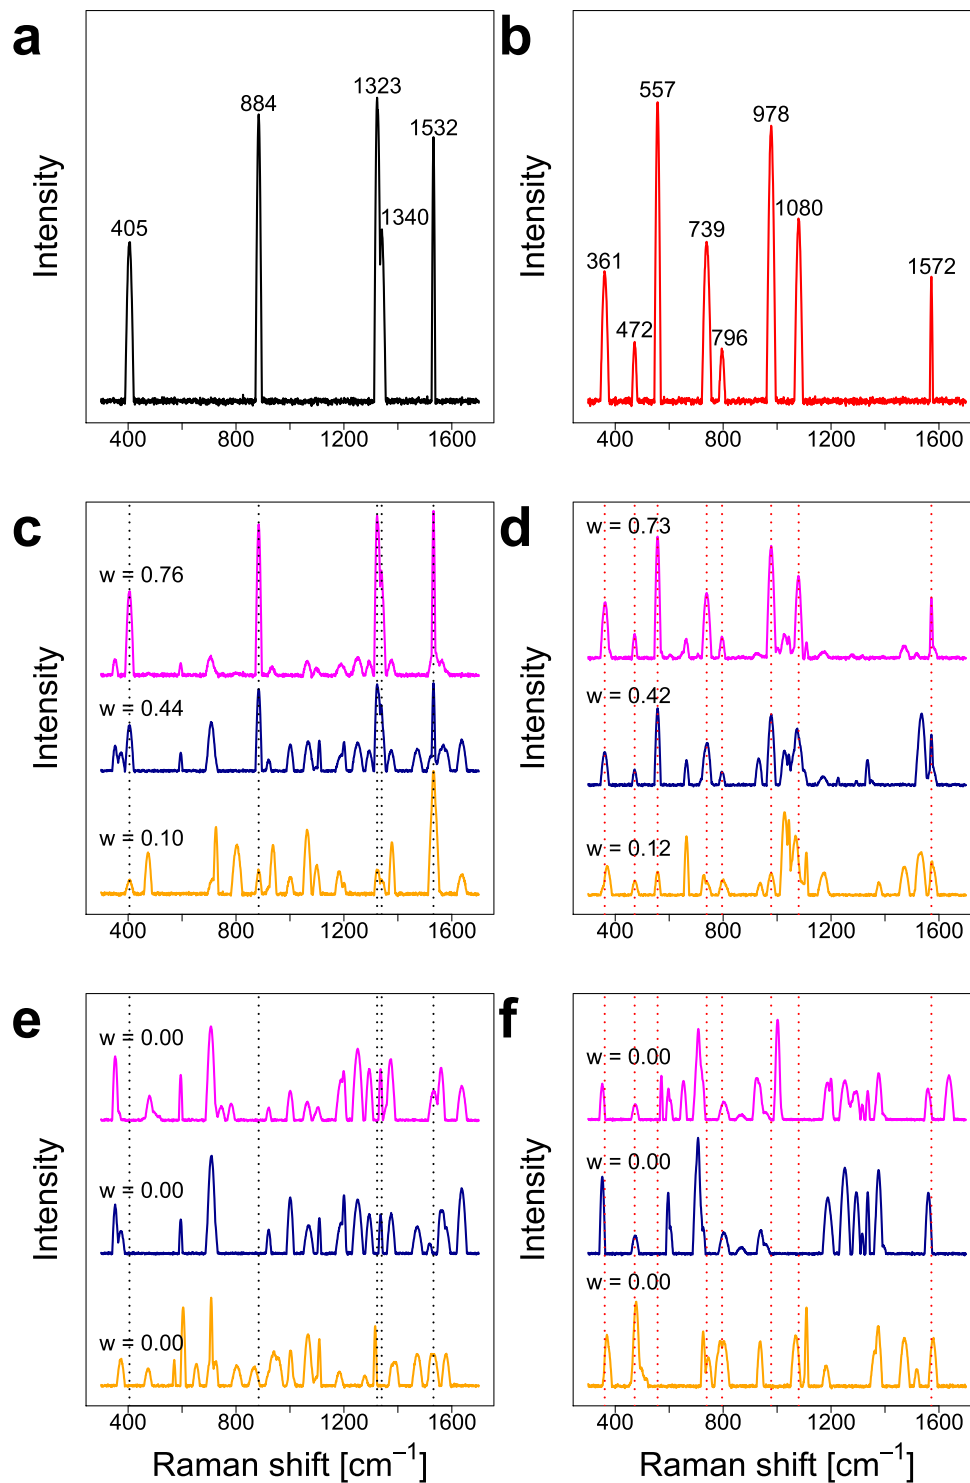 a
b
Intensity
405
884
1323
1340
1532
400 800 1200 1600
Intensity
361
472
557
739
796
978
1080
1572
400 800 1200 1600
c
Intensity
w = 0.76
w = 0.44
w = 0.10
400 800 1200 1600
d
Intensity
w = 0.73
w = 0.42
w = 0.12
400 800 1200 1600
e
Intensity
Intensity
w = 0.00
w = 0.00
w = 0.00
400 800 1200 1600
Raman shift [cm⁻¹]
f
Intensity
Intensity
w = 0.00
w = 0.00
w = 0.00
400 800 1200 1600
Raman shift [cm⁻¹]